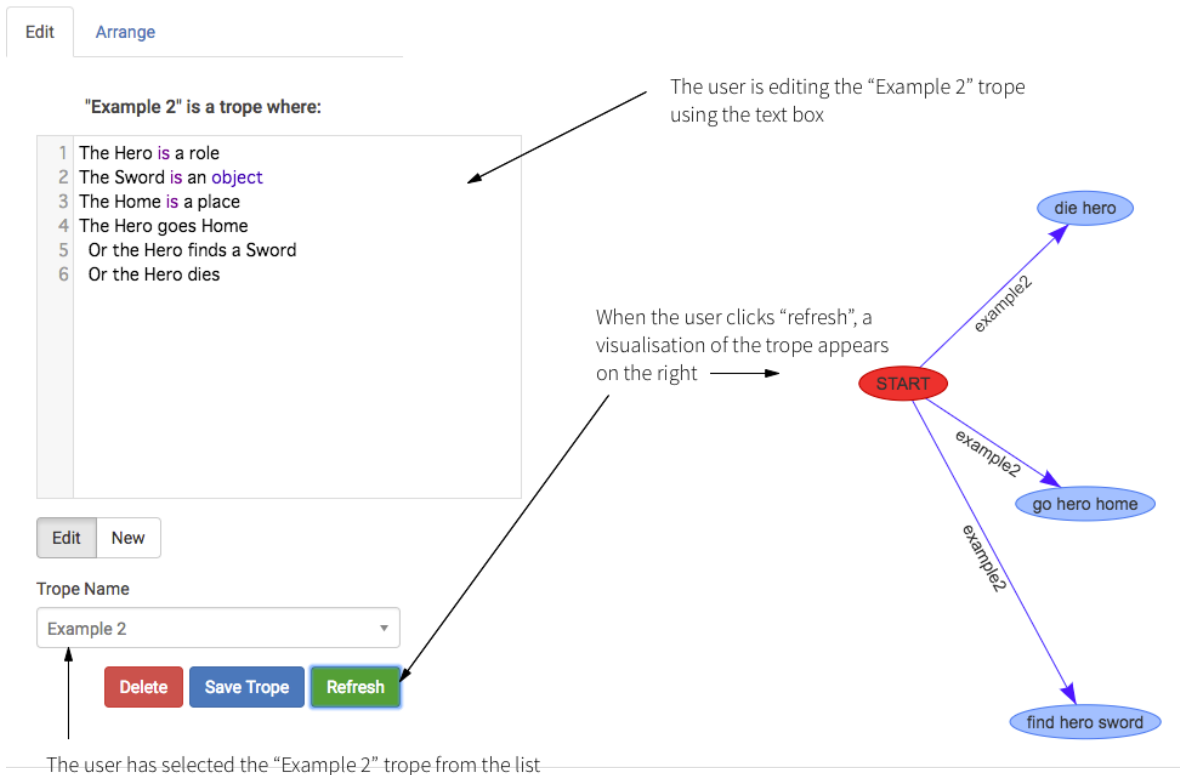 Edit Arrange
"Example 2" is a trope where:
1 The Hero is a role
2 The Sword is an object
3 The Home is a place
4 The Hero goes Home
5 Or the Hero finds a Sword
6 Or the Hero dies
Edit New
Trope Name
Example 2
Delete Save Trope Refresh
The user has selected the “Example 2” trope from the list
The user is editing the “Example 2” trope
using the text box
When the user clicks “refresh”, a
visualisation of the trope appears
on the right
die hero
example2
START
example2
go hero home
example2
find hero sword